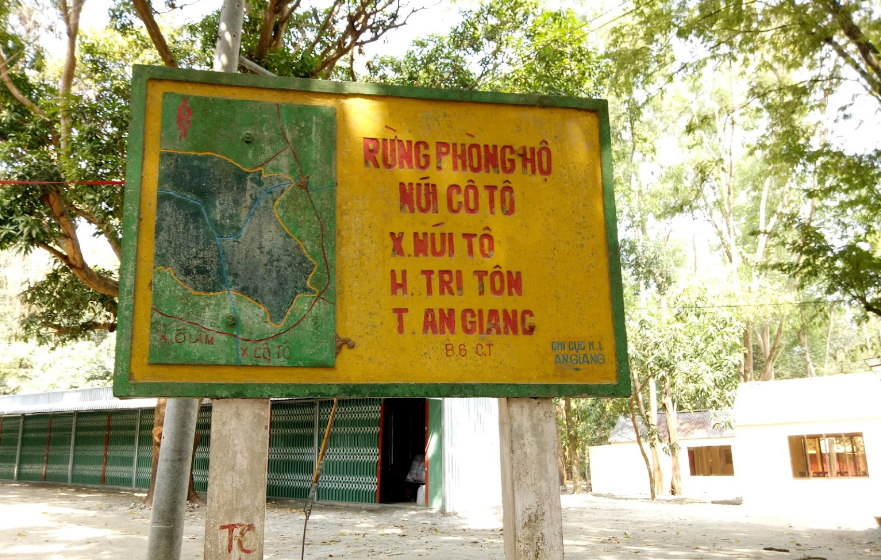 RỪNG PHÒNG HỘ
NÚI CÔ TÔ
X. NÚI TÔ
H. TRI TÔN
T. AN GIANG
B.6 C.T
CHI CỤC K.L
AN GIANG
X. Ô LÂM
X. CÔ TÔ
TC